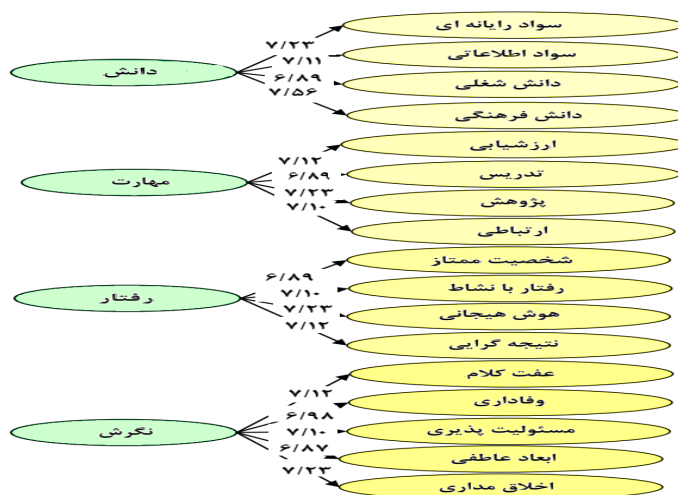 سواد رایانه ای
۷/۲۳
سواد اطلاعاتی
۷/۱۱
دانش
دانش شغلی
۶/۸۹
۷/۵۶
دانش فرهنگی
ارزشیابی
۷/۱۲
تدریس
۶/۸۹
مهارت
پژوهش
۷/۲۳
۷/۱۰
ارتباطی
شخصیت ممتاز
۶/۸۹
رفتار با نشاط
۷/۱۰
رفتار
هوش هیجانی
۷/۲۳
۷/۱۲
نتیجه گرایی
عفت کلام
۷/۱۲
وفاداری
۶/۹۸
نگرش
مسئولیت پذیری
۷/۱۰
ابعاد عاطفی
۶/۸۷
۷/۲۳
اخلاق مداری